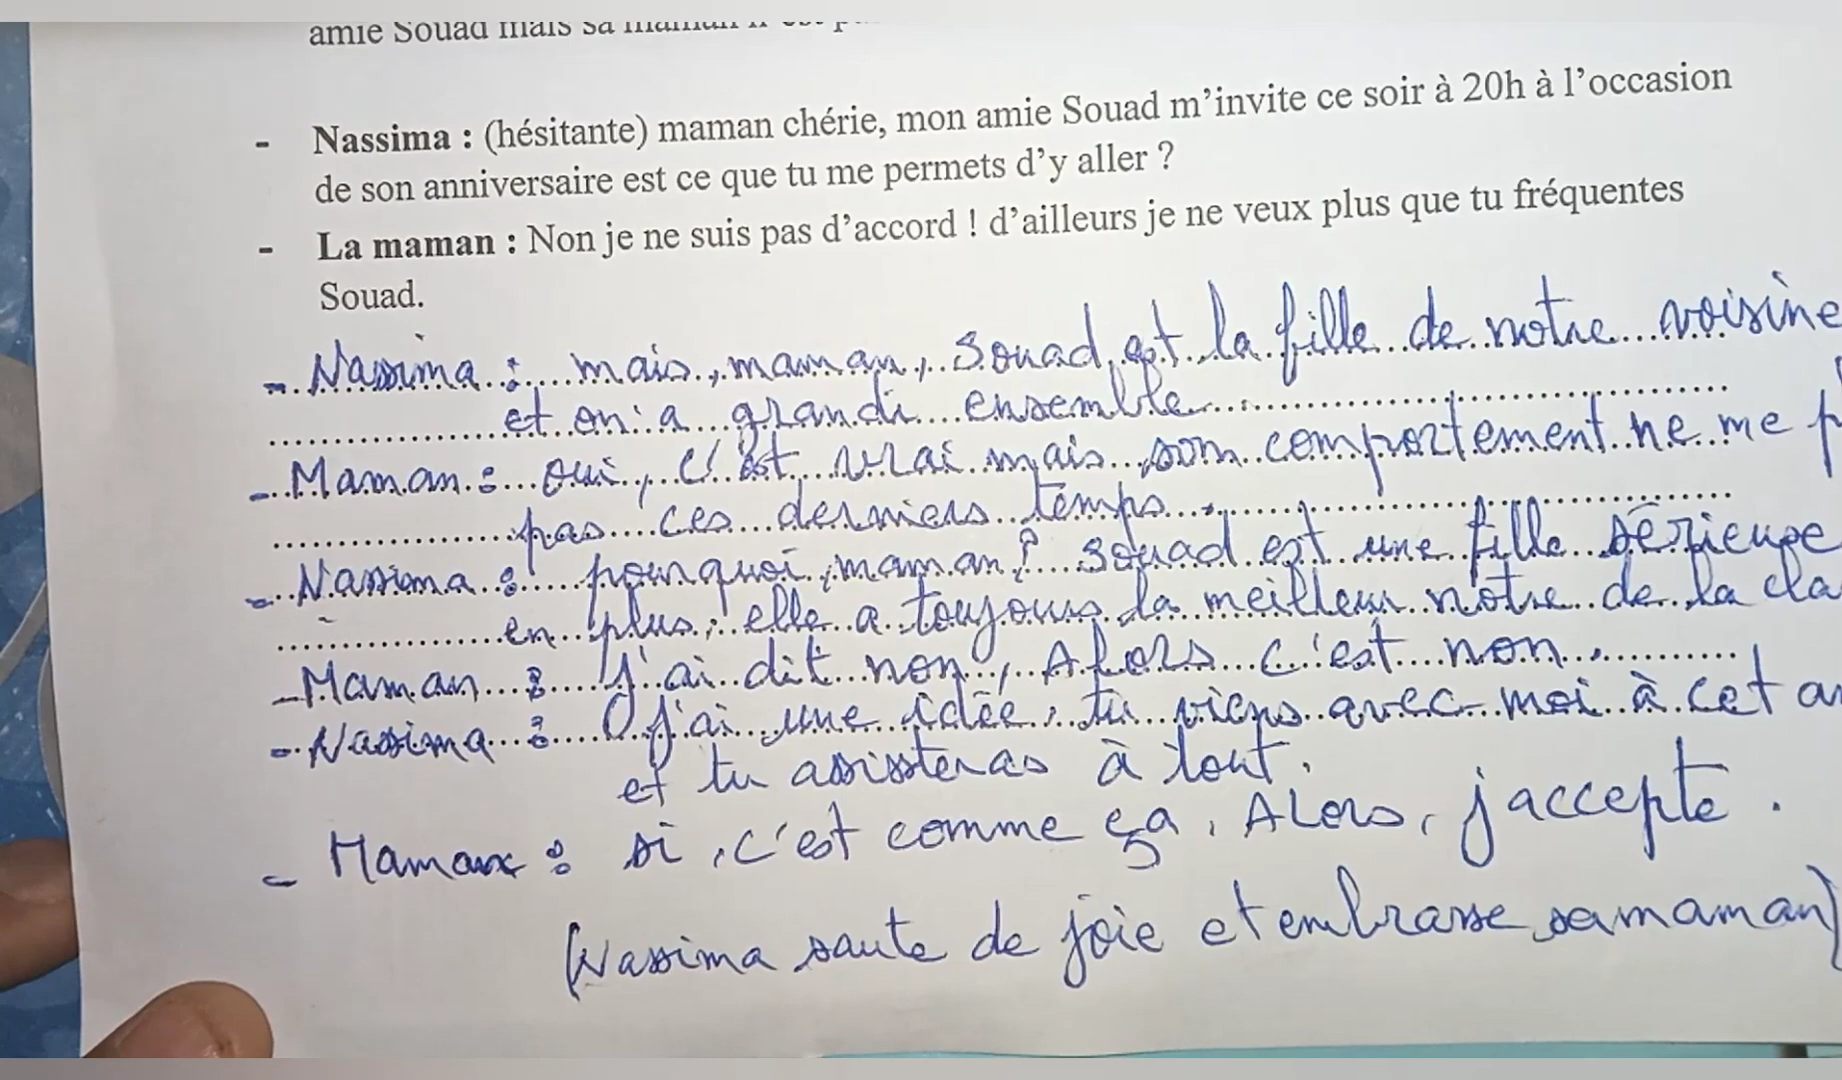 amie Souad mais sa maman n'est
- Nassima : (hésitante) maman chérie, mon amie Souad m'invite ce soir à 20h à l'occasion
de son anniversaire est ce que tu me permets d'y aller ?
- La maman : Non je ne suis pas d'accord ! d'ailleurs je ne veux plus que tu fréquentes
Souad.
- Nassima : mais, maman, Souad est la fille de notre voisine
et on a grandi ensemble
- Maman : oui, c'est vrai mais son comportement ne me
pas ces derniers temps.
- Nassima : pourquoi, maman? Souad est une fille sérieuse
en plus, elle a toujours la meilleur notre de la
- Maman : J'ai dit non, Alors c'est non.
- Nassima : J'ai une idée, tu viens avec moi à cet
et tu assisteras à tout.
- Maman : si, c'est comme ça, Alors, j'accepte.
(Nassima saute de joie et embrasse sa maman)